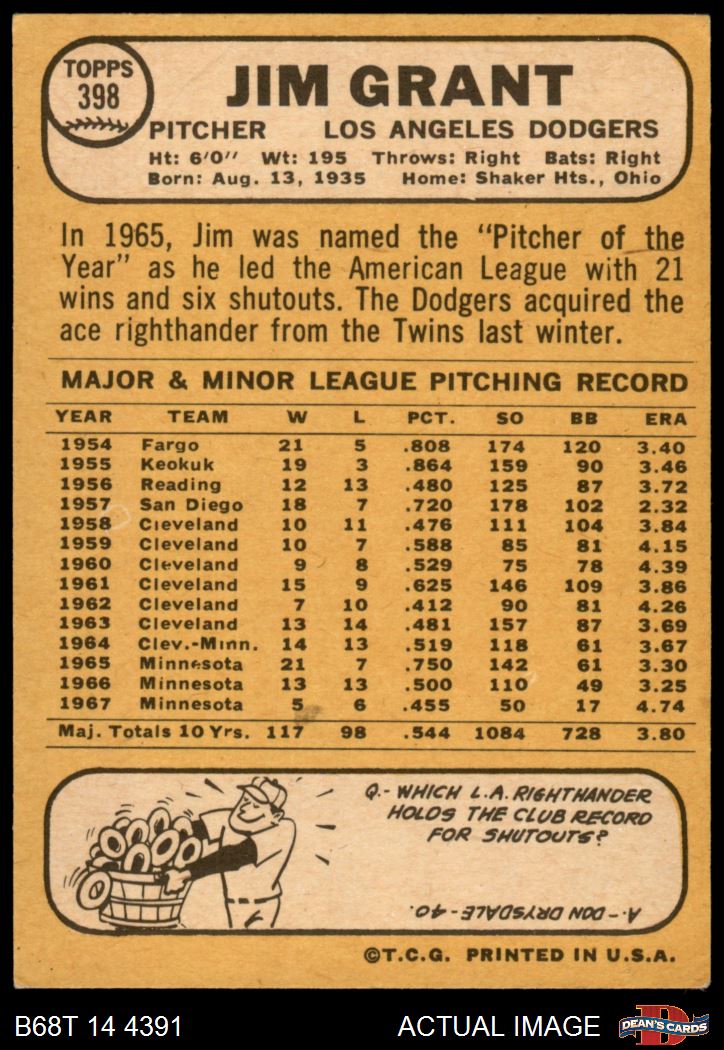 TOPPS
398
JIM GRANT
PITCHER LOS ANGELES DODGERS
Ht: 6'0" Wt: 195 Throws: Right Bats: Right
Born: Aug. 13, 1935 Home: Shaker Hts., Ohio
In 1965, Jim was named the "Pitcher of the
Year" as he led the American League with 21
wins and six shutouts. The Dodgers acquired the
ace righthander from the Twins last winter.
MAJOR & MINOR LEAGUE PITCHING RECORD
YEAR TEAM W L PCT. SO BB ERA
1954 Fargo 21 5 .808 174 120 3.40
1955 Keokuk 19 3 .864 159 90 3.46
1956 Reading 12 13 .480 125 87 3.72
1957 San Diego 18 7 .720 178 102 2.32
1958 Cleveland 10 11 .476 111 104 3.84
1959 Cleveland 10 7 .588 85 81 4.15
1960 Cleveland 9 8 .529 75 78 4.39
1961 Cleveland 15 9 .625 146 109 3.86
1962 Cleveland 7 10 .412 90 81 4.26
1963 Cleveland 13 14 .481 157 87 3.69
1964 Clev.-Minn. 14 13 .519 118 61 3.67
1965 Minnesota 21 7 .750 142 61 3.30
1966 Minnesota 13 13 .500 110 49 3.25
1967 Minnesota 5 6 .455 50 17 4.74
Maj. Totals 10 Yrs. 117 98 .544 1084 728 3.80
Q.- WHICH L.A. RIGHTHANDER
HOLDS THE CLUB RECORD
FOR SHUTOUTS?
A.- DON DRYSDALE - 40.
©T.C.G. PRINTED IN U.S.A.
B68T 14 4391 ACTUAL IMAGE
D
DEAN'S CARDS